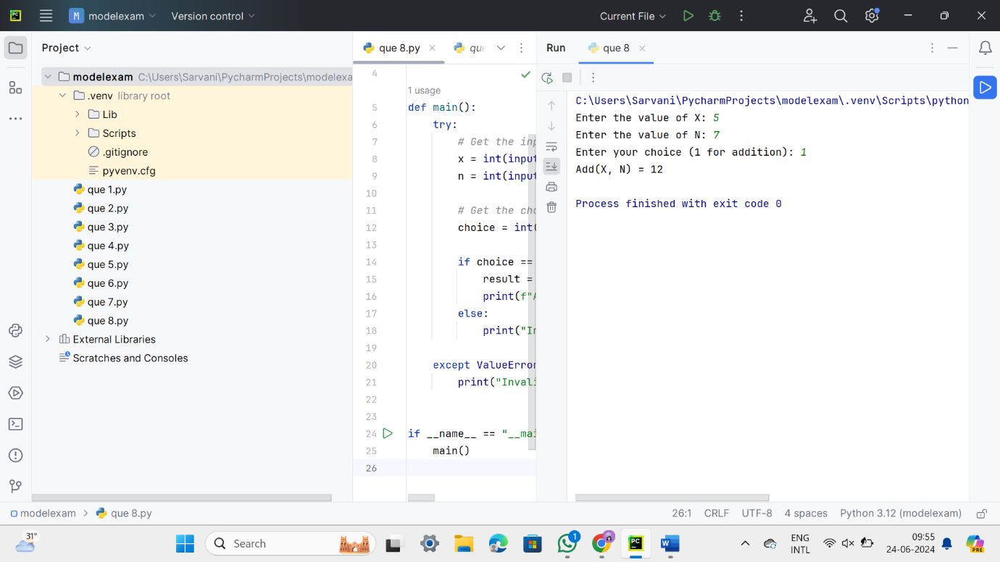 PC
M modelexam
Version control
Current File
Project
que 8.py
Run
que 8
modelexam C:\Users\Sarvani\PycharmProjects\modelexa
.venv library root
Lib
Scripts
.gitignore
pyvenv.cfg
que 1.py
que 2.py
que 3.py
que 4.py
que 5.py
que 6.py
que 7.py
que 8.py
External Libraries
Scratches and Consoles
4
1 usage
5 def main():
6 try:
7 # Get the inp
8 x = int(input
9 n = int(input
10
11 # Get the cho
12 choice = int(
13
14 if choice ==
15 result =
16 print(f"A
17 else:
18 print("In
19
20 except ValueError
21 print("Invali
22
23
24 if __name__ == "__mai
25 main()
26
C:\Users\Sarvani\PycharmProjects\modelexam\.venv\Scripts\python
Enter the value of X: 5
Enter the value of N: 7
Enter your choice (1 for addition): 1
Add(X, N) = 12
Process finished with exit code 0
modelexam > que 8.py
26:1 CRLF UTF-8 4 spaces Python 3.12 (modelexam)
31°
Search
1
PC
W
ENG
INTL
09:55
24-06-2024
PRE